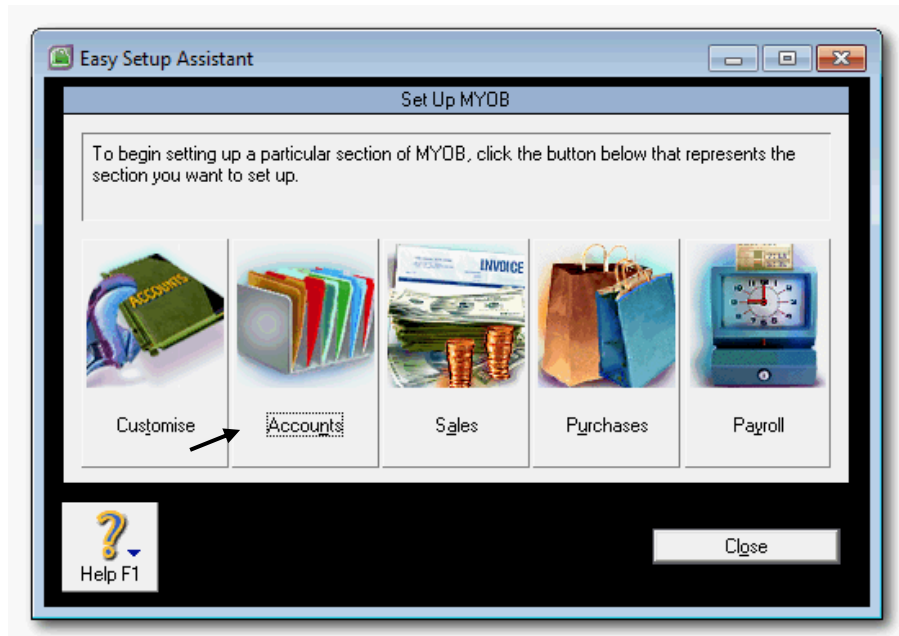 Easy Setup Assistant
Set Up MYOB
To begin setting up a particular section of MYOB, click the button below that represents the
section you want to set up.
ACCOUNTS
INVOICE
Customise
Accounts
Sales
Purchases
Payroll
Help F1
Close